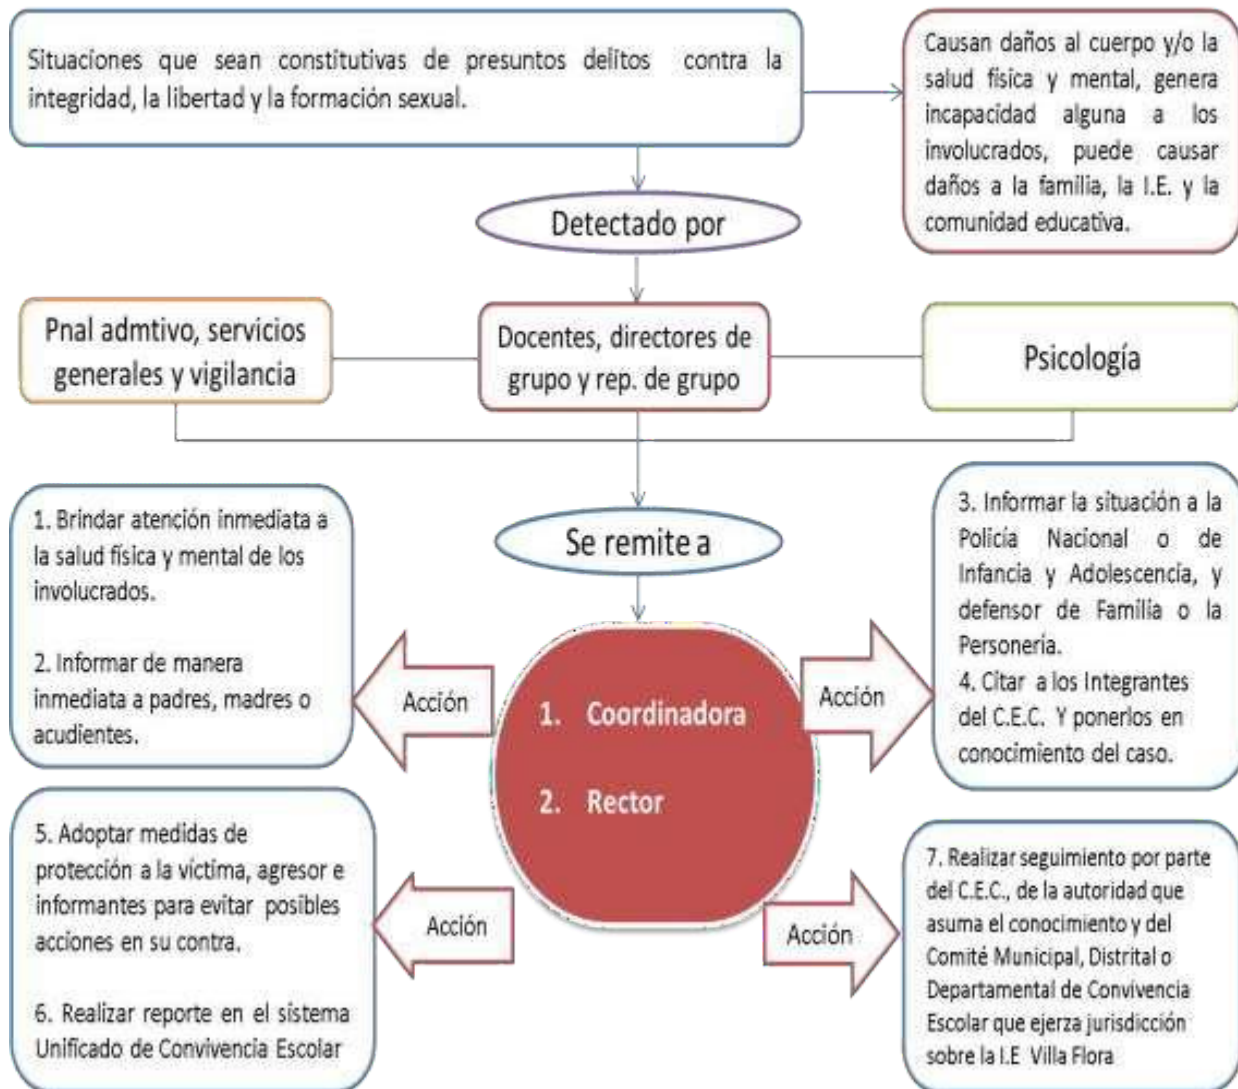 Situaciones que sean constitutivas de presuntos delitos contra la
integridad, la libertad y la formación sexual.
Causan daños al cuerpo y/o la
salud física y mental, genera
incapacidad alguna a los
involucrados, puede causar
daños a la familia, la I.E. y la
comunidad educativa.
Detectado por
Pnal admtivo, servicios
generales y vigilancia
Docentes, directores de
grupo y rep. de grupo
Psicología
Se remite a
1. Brindar atención inmediata a
la salud física y mental de los
involucrados.
2. Informar de manera
inmediata a padres, madres o
acudientes.
Acción
1. Coordinadora
2. Rector
Acción
3. Informar la situación a la
Policía Nacional o de
Infancia y Adolescencia, y
defensor de Familia o la
Personería.
4. Citar a los Integrantes
del C.E.C. Y ponerlos en
conocimiento del caso.
5. Adoptar medidas de
protección a la víctima, agresor e
informantes para evitar posibles
acciones en su contra.
6. Realizar reporte en el sistema
Unificado de Convivencia Escolar
Acción
Acción
7. Realizar seguimiento por parte
del C.E.C., de la autoridad que
asuma el conocimiento y del
Comité Municipal, Distrital o
Departamental de Convivencia
Escolar que ejerza jurisdicción
sobre la I.E Villa Flora